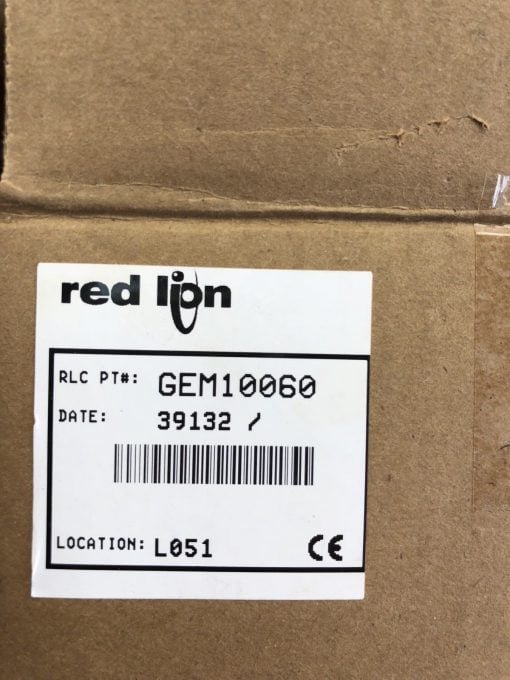 red lion
RLC PT#: GEM10060
DATE: 39132 /
LOCATION: L051 CE